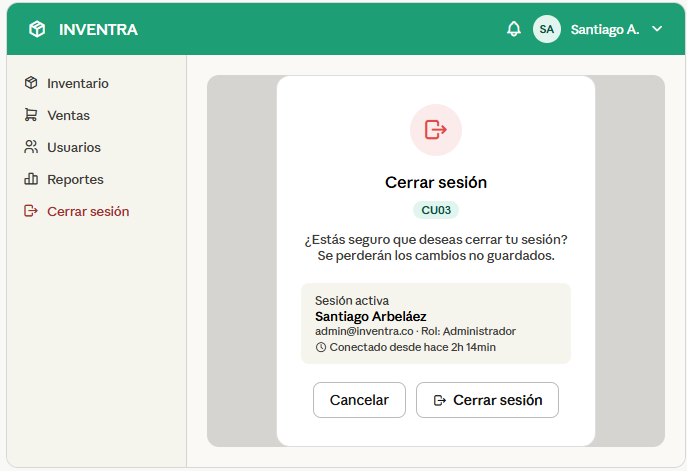 INVENTRA
SA
Santiago A.
Inventario
Ventas
Usuarios
Reportes
Cerrar sesión
Cerrar sesión
CU03
¿Estás seguro que deseas cerrar tu sesión?
Se perderán los cambios no guardados.
Sesión activa
Santiago Arbeláez
admin@inventra.co · Rol: Administrador
Conectado desde hace 2h 14min
Cancelar
Cerrar sesión